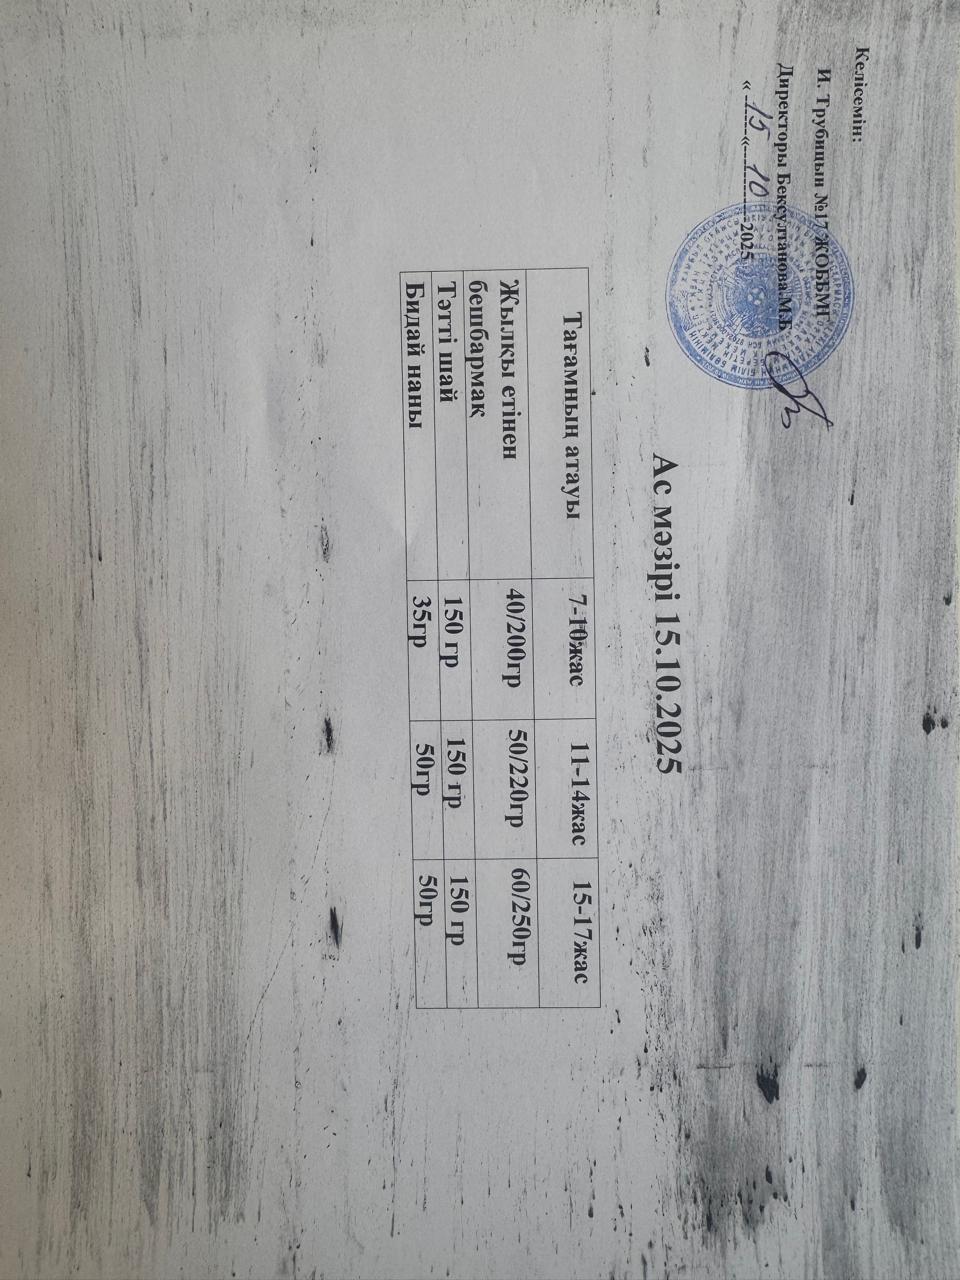 Келісемін:
И. Трубицын №17 ЖОББМГ
Директоры Бексултанова.М.Б
« ------15------«------10------2025
Ас мәзірі 15.10.2025
Тағамның атауы 7-10жас 11-14жас 15-17жас
Жылқы етінен бешбармақ 40/200гр 50/220гр 60/250гр
Тәтті шай 150 гр 150 гр 150 гр
Бидай наны 35гр 50гр 50гр